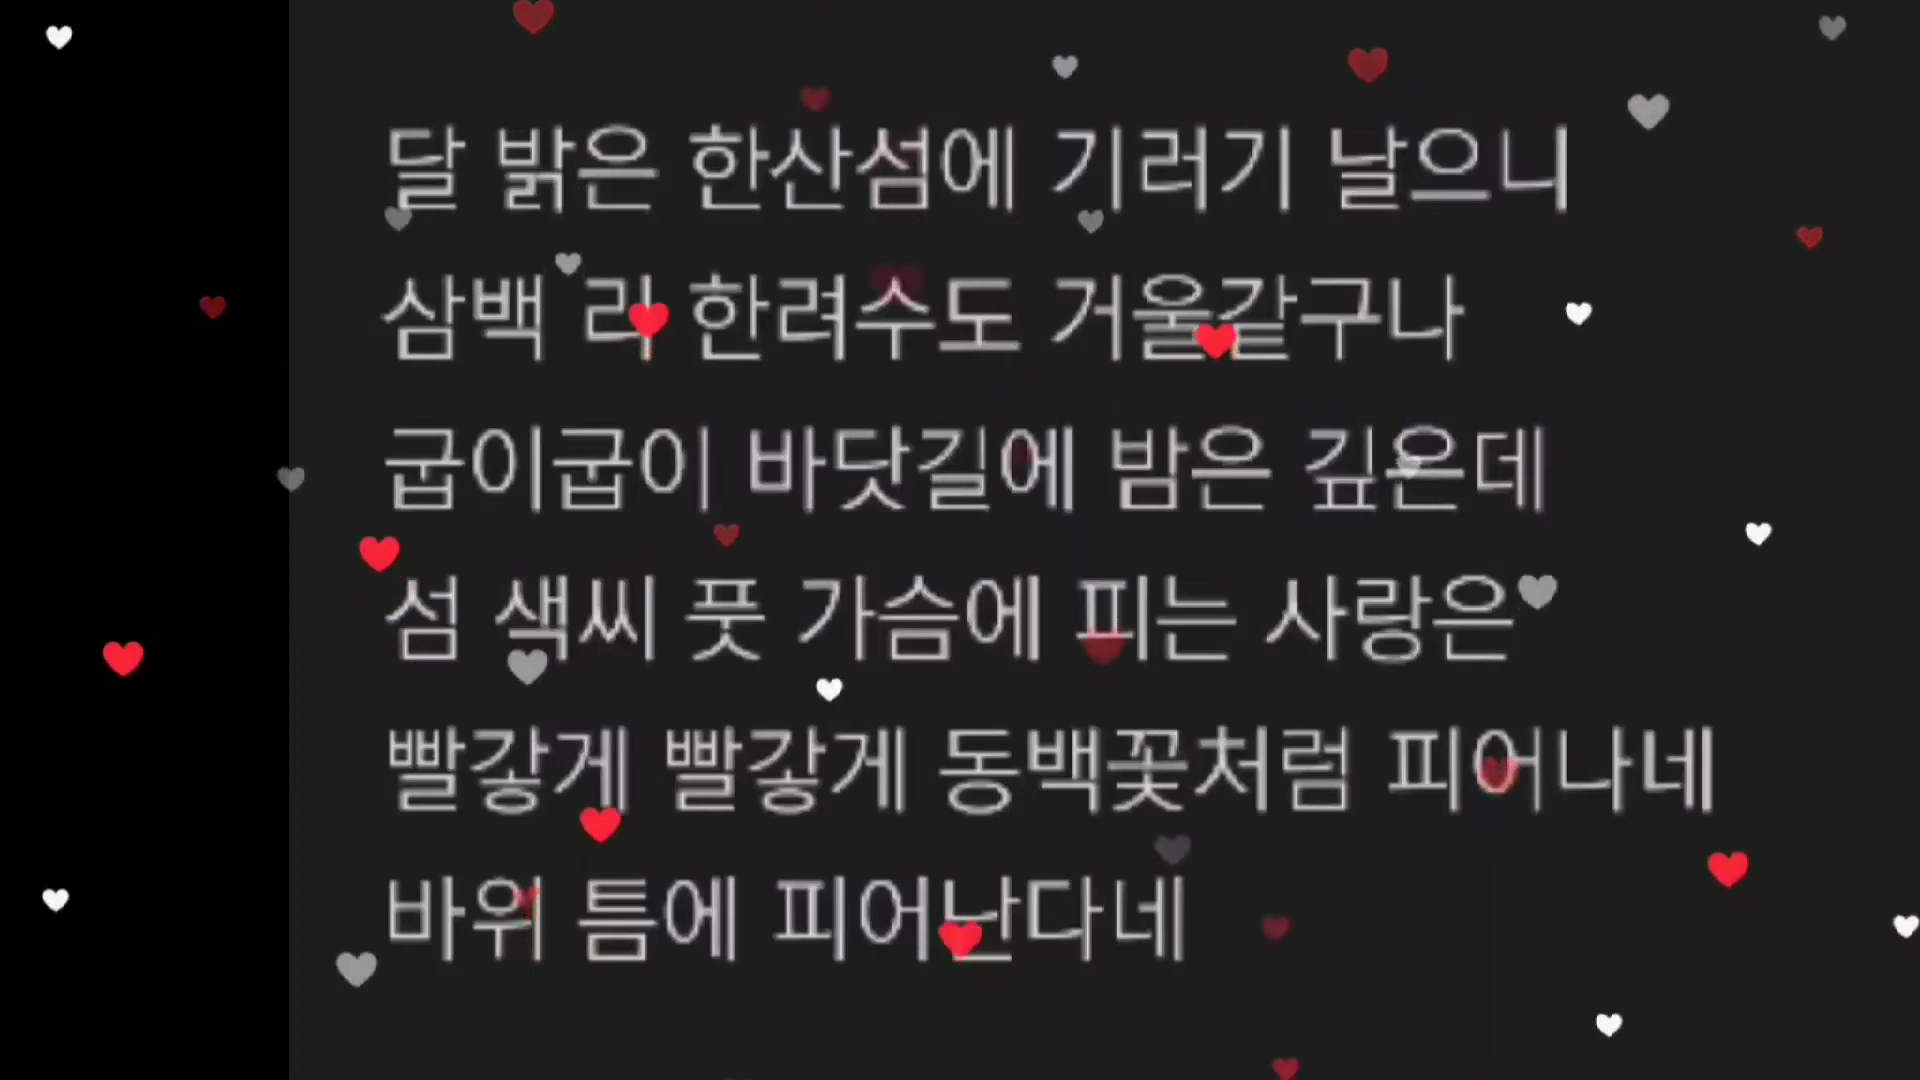 달 밝은 한산섬에 기러기 날으니
삼백 리 한려수도 거울같구나
굽이굽이 바닷길에 밤은 깊은데
섬 색씨 풋 가슴에 피는 사랑은
빨갛게 빨갛게 동백꽃처럼 피어나네
바위 틈에 피어난다네